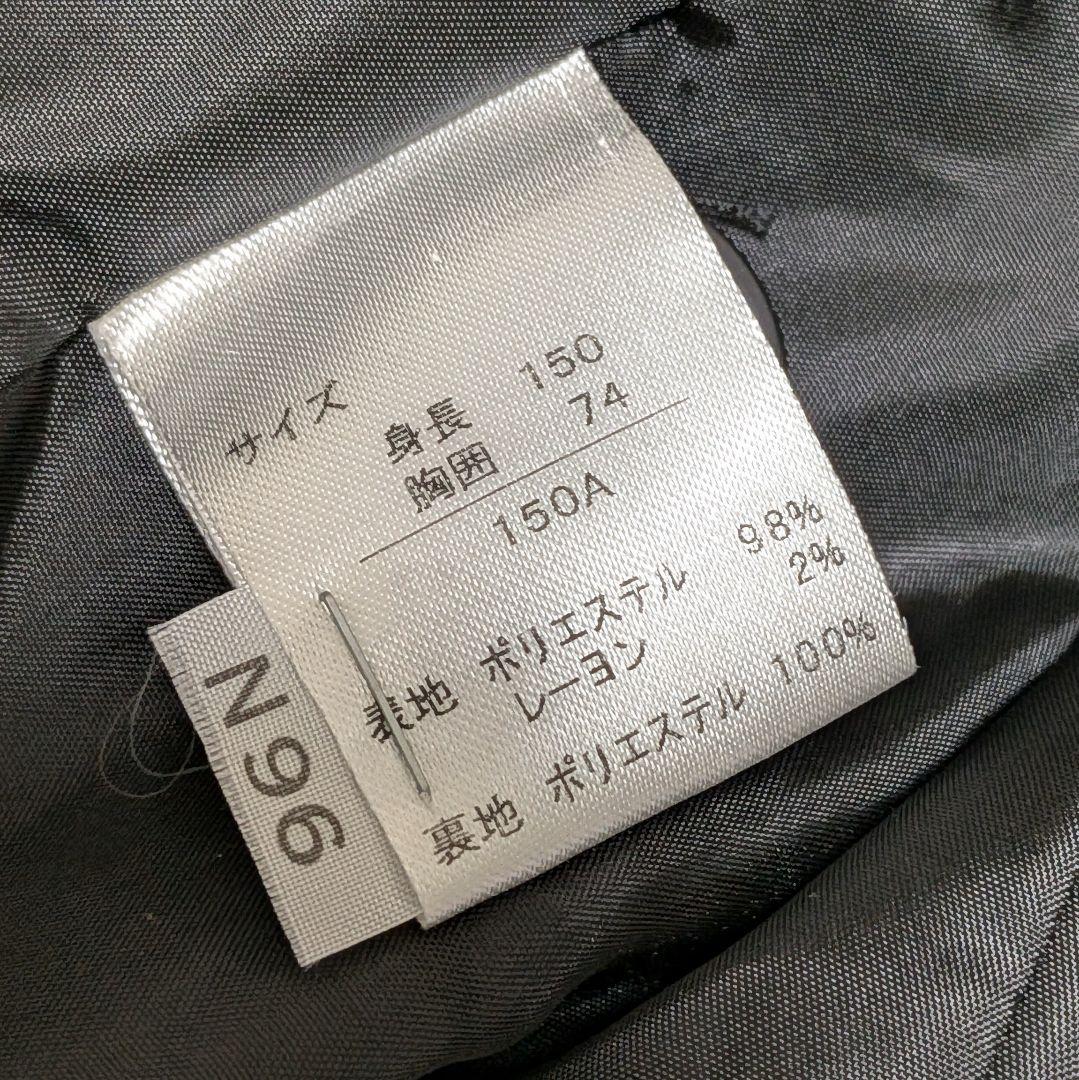 サイズ
身長 150
胸囲 74
150A
表地 ポリエステル 98%
レーヨン 2%
裏地 ポリエステル 100%
N96